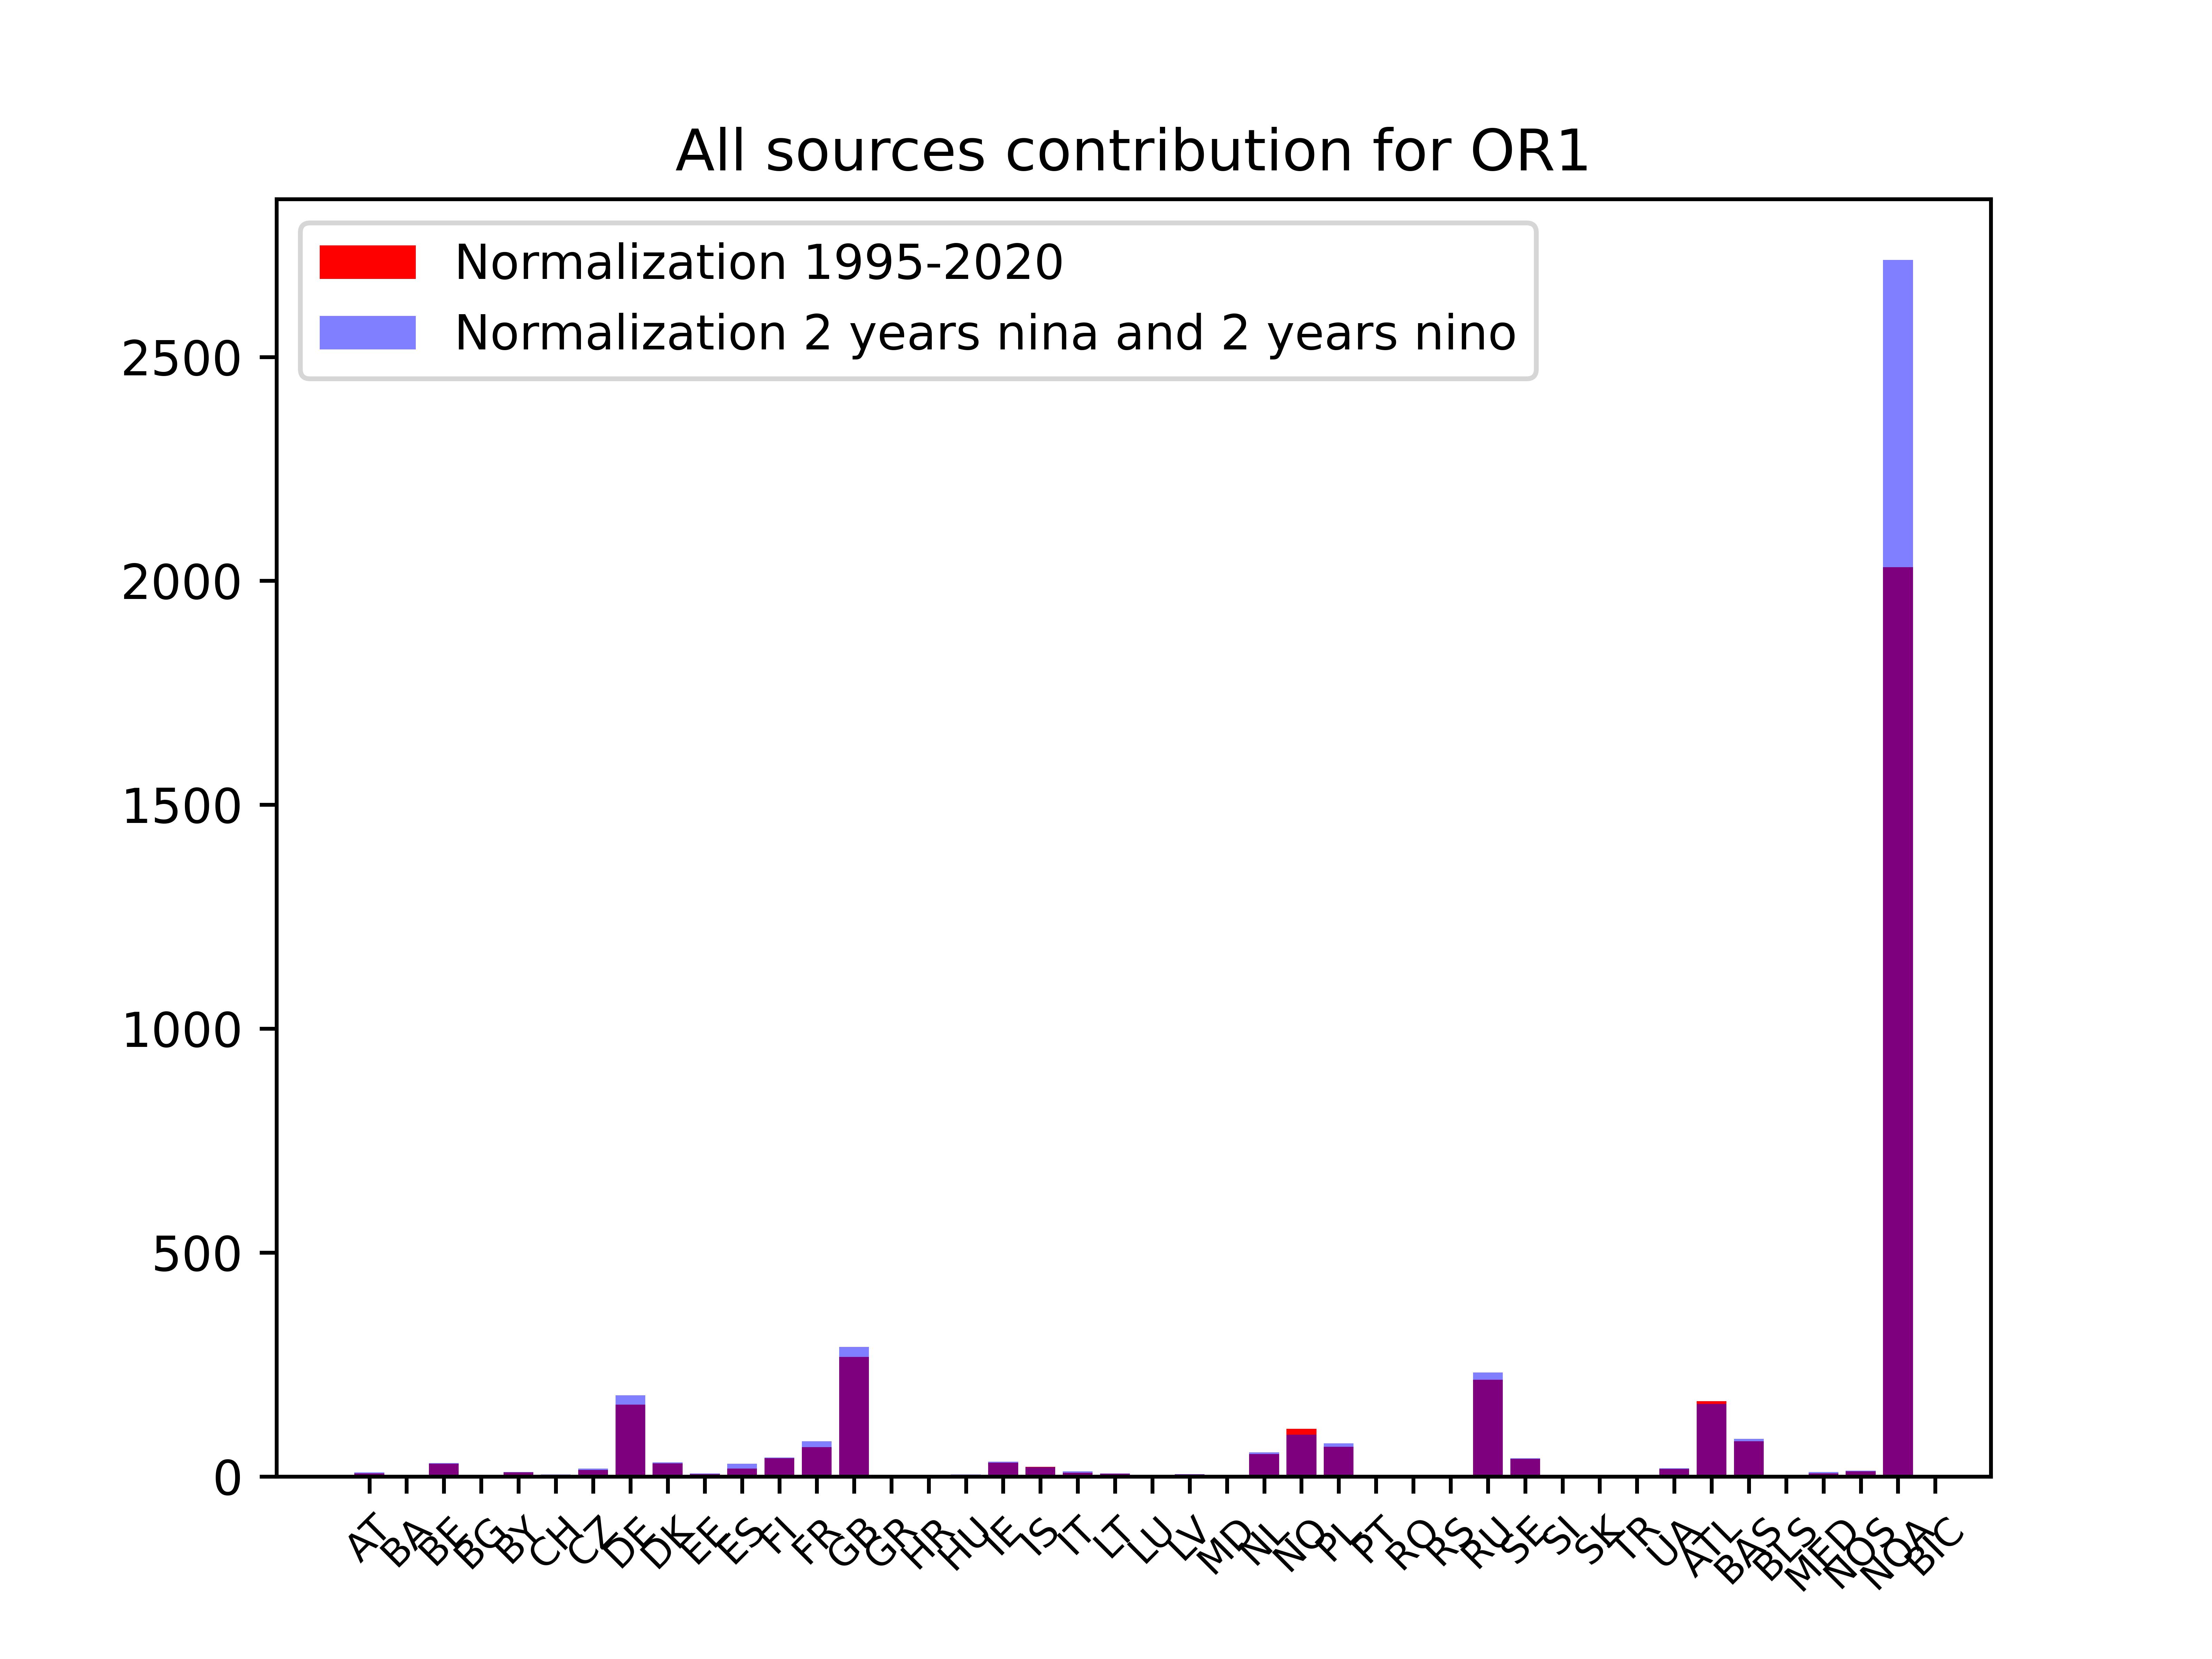 All sources contribution for OR1
Normalization 1995-2020
Normalization 2 years nina and 2 years nino
2500
2000
1500
1000
500
0
AT
BA
BE
BG
BY
CH
CZ
DE
DK
EE
ES
FI
FR
GB
GR
HR
HU
IE
IS
IT
LT
LU
LV
MD
NL
NO
PL
PT
RO
RS
RU
SE
SI
SK
TR
UA
ATL
BAS
BLS
MED
NOS
NOA
BIC